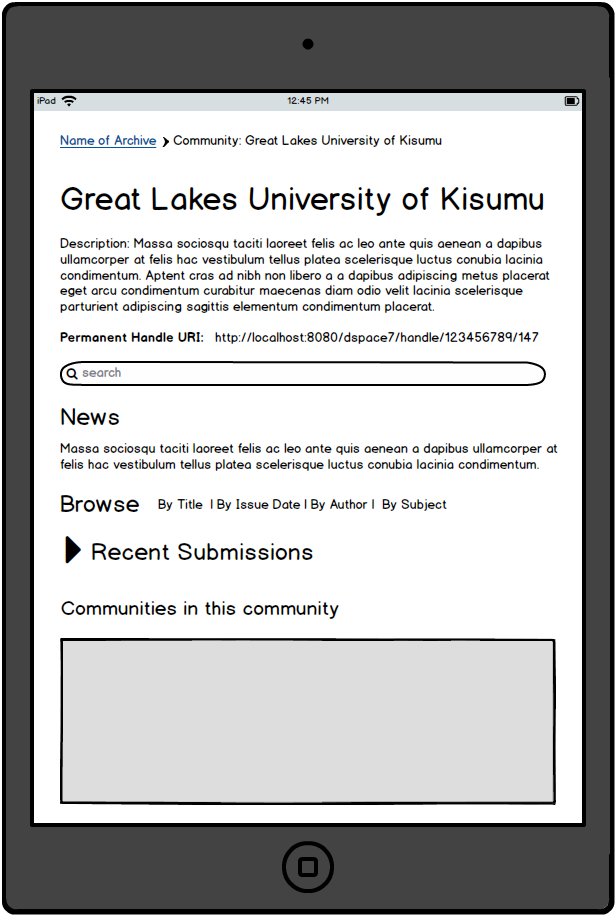 iPad 12:45 PM
Name of Archive Community: Great Lakes University of Kisumu
Great Lakes University of Kisumu
Description: Massa sociosqu taciti laoreet felis ac leo ante quis aenean a dapibus
ullamcorper at felis hac vestibulum tellus platea scelerisque luctus conubia lacinia
condimentum. Aptent cras ad nibh non libero a a dapibus adipiscing metus placerat
eget arcu condimentum curabitur maecenas diam odio velit lacinia scelerisque
parturient adipiscing sagittis elementum condimentum placerat.
Permanent Handle URI: http://localhost:8080/dspace7/handle/123456789/147
search
News
Massa sociosqu taciti laoreet felis ac leo ante quis aenean a dapibus ullamcorper at
felis hac vestibulum tellus platea scelerisque luctus conubia lacinia condimentum.
Browse By Title | By Issue Date | By Author | By Subject
Recent Submissions
Communities in this community